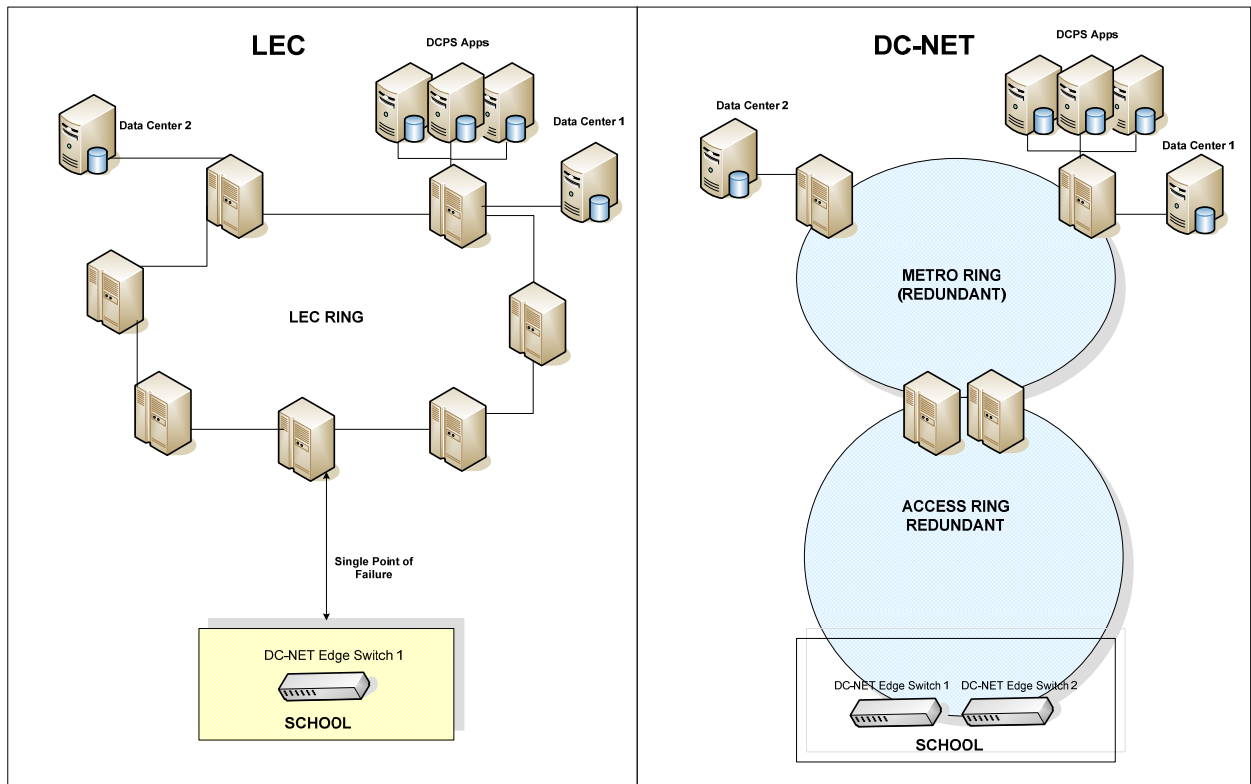 LEC
DCPS Apps
Data Center 2
Data Center 1
LEC RING
Single Point of
Failure
DC-NET Edge Switch 1
SCHOOL
DC-NET
DCPS Apps
Data Center 2
Data Center 1
METRO RING
(REDUNDANT)
ACCESS RING
REDUNDANT
DC-NET Edge Switch 1
DC-NET Edge Switch 2
SCHOOL